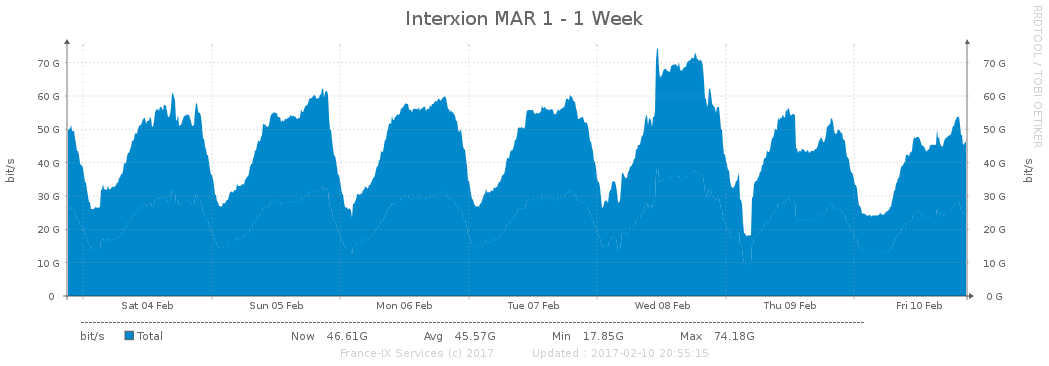 Interxion MAR 1 - 1 Week
RRDTOOL / TOBI OETIKER
bit/s
bit/s
70 G 70 G
60 G 60 G
50 G 50 G
40 G 40 G
30 G 30 G
20 G 20 G
10 G 10 G
0 0 G
Sat 04 Feb Sun 05 Feb Mon 06 Feb Tue 07 Feb Wed 08 Feb Thu 09 Feb Fri 10 Feb
bit/s Total Now 46.61G Avg 45.57G Min 17.85G Max 74.18G
France-IX Services (c) 2017 Updated : 2017-02-10 20:55:15